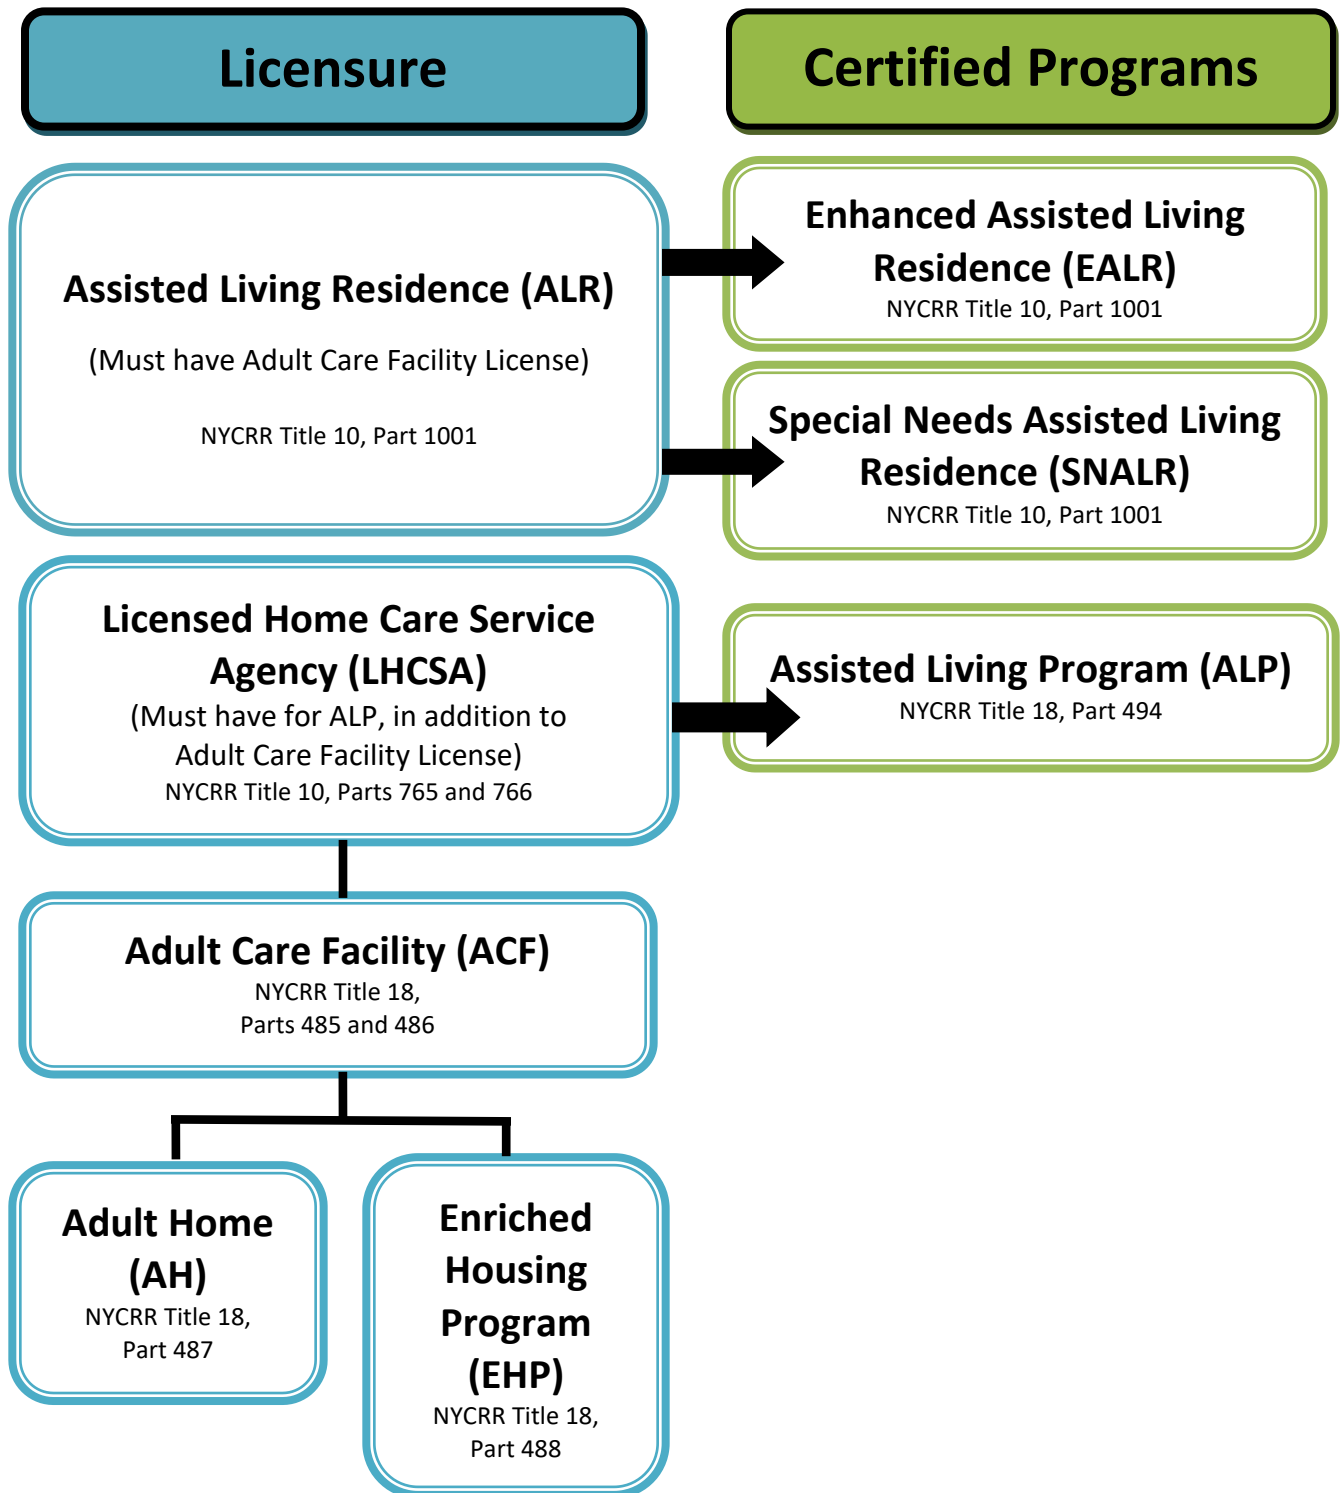 Licensure
Certified Programs
Assisted Living Residence (ALR)
(Must have Adult Care Facility License)
NYCRR Title 10, Part 1001
Enhanced Assisted Living
Residence (EALR)
NYCRR Title 10, Part 1001
Special Needs Assisted Living
Residence (SNALR)
NYCRR Title 10, Part 1001
Licensed Home Care Service
Agency (LHCSA)
(Must have for ALP, in addition to
Adult Care Facility License)
NYCRR Title 10, Parts 765 and 766
Assisted Living Program (ALP)
NYCRR Title 18, Part 494
Adult Care Facility (ACF)
NYCRR Title 18,
Parts 485 and 486
Adult Home
(AH)
NYCRR Title 18,
Part 487
Enriched
Housing
Program
(EHP)
NYCRR Title 18,
Part 488